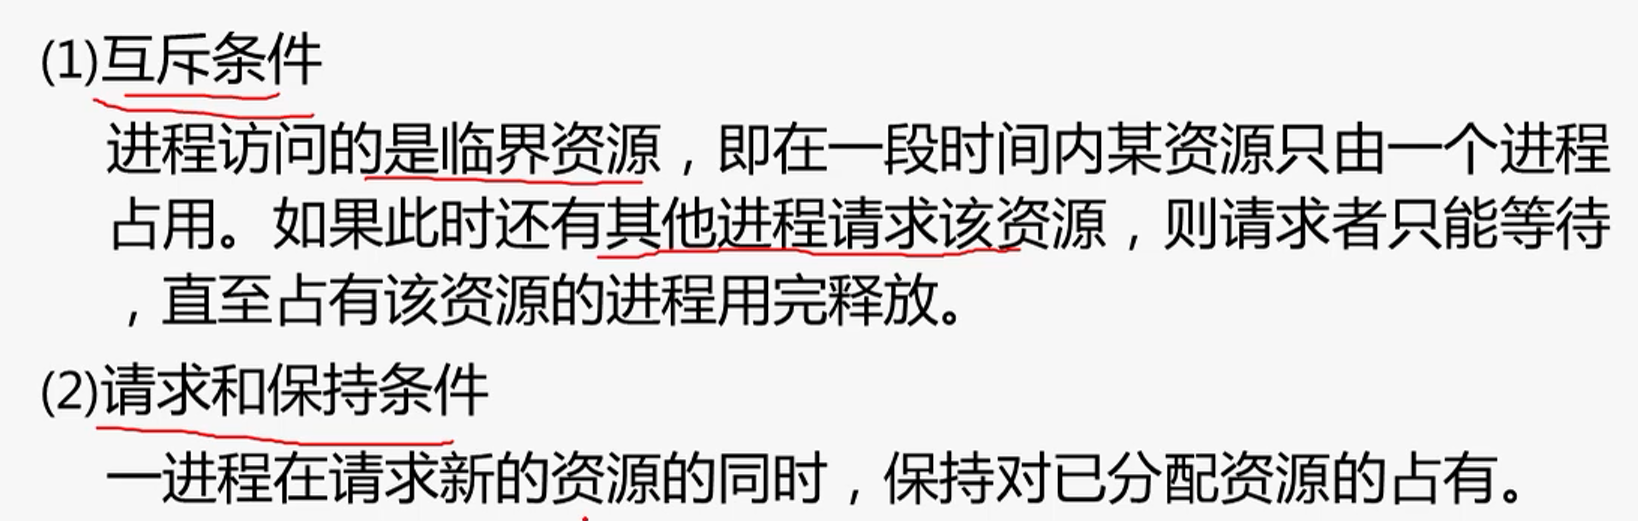 (1)互斥条件
进程访问的是临界资源，即在一段时间内某资源只由一个进程
占用。如果此时还有其他进程请求该资源，则请求者只能等待
，直至占有该资源的进程用完释放。
(2)请求和保持条件
一进程在请求新的资源的同时，保持对已分配资源的占有。